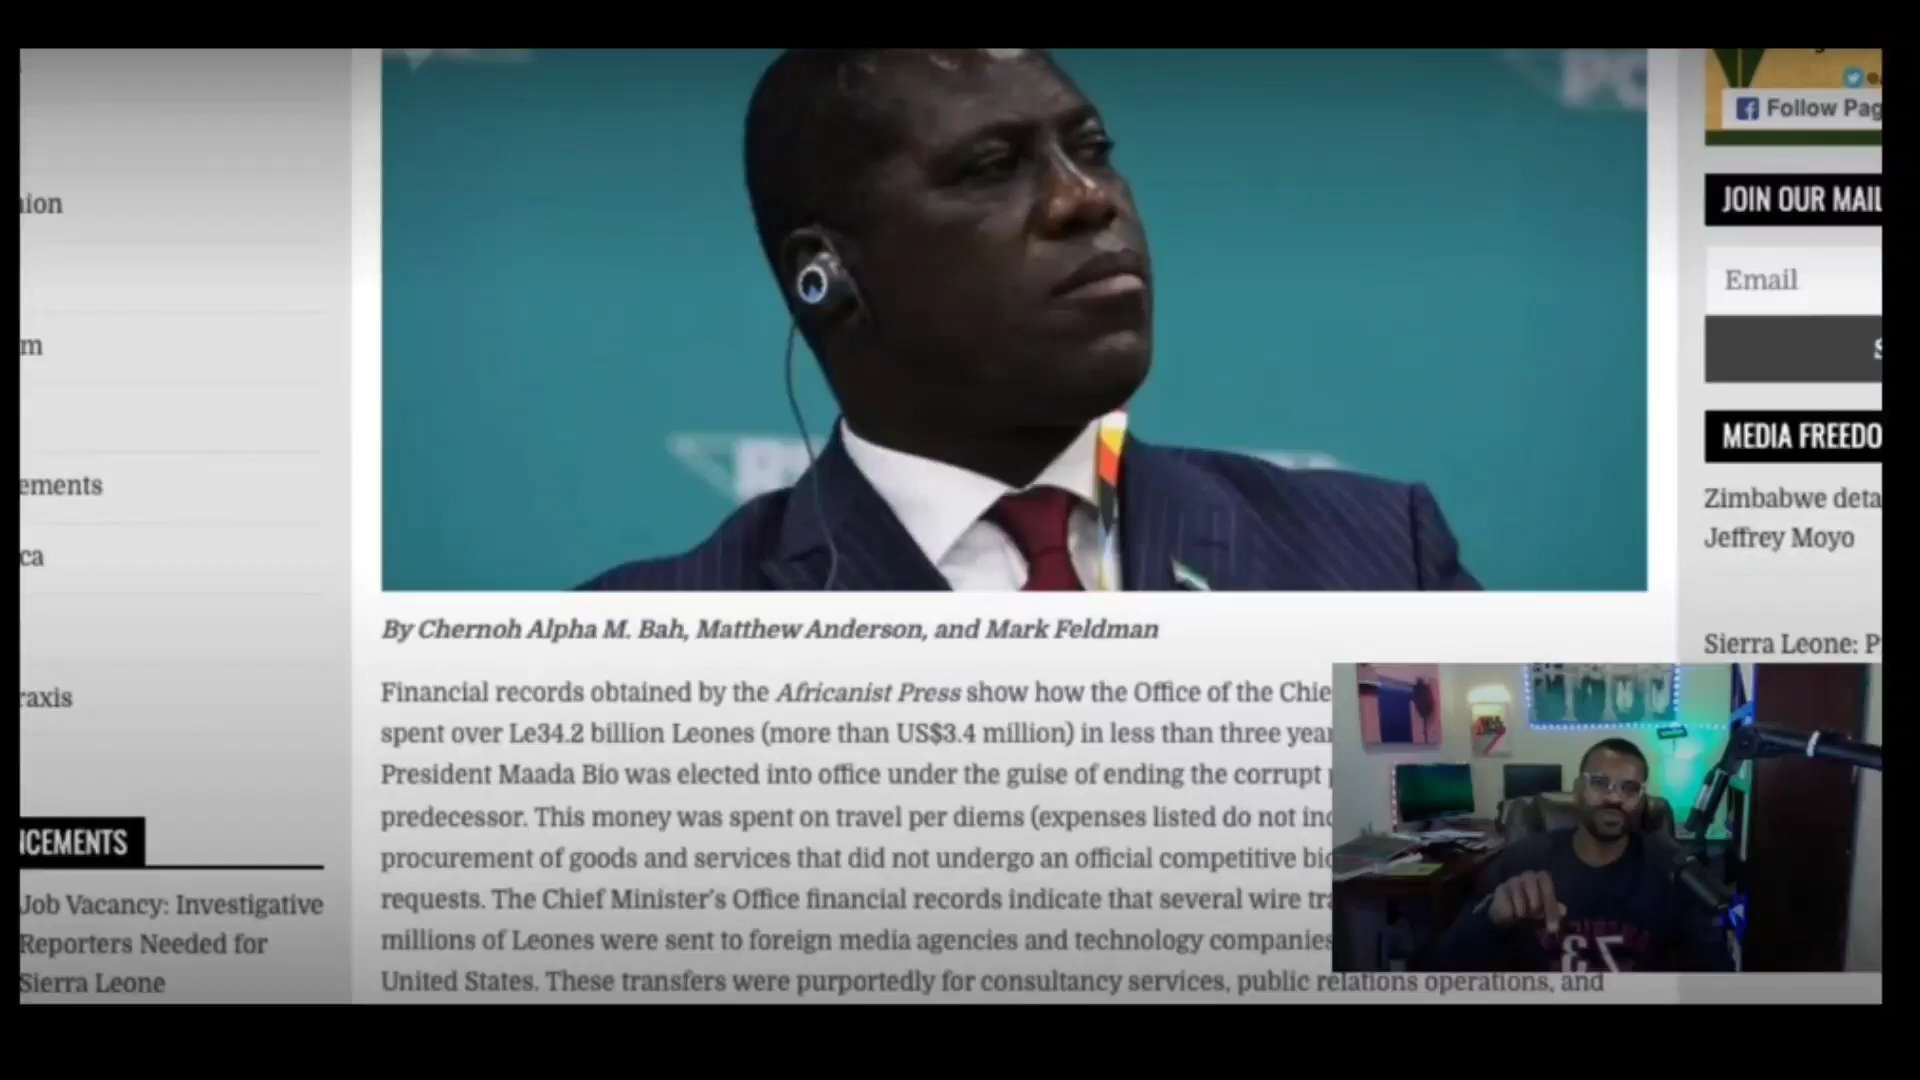 nion
m
ements
ca
raxis
NCEMENTS
Job Vacancy: Investigative
Reporters Needed for
Sierra Leone
By Chernoh Alpha M. Bah, Matthew Anderson, and Mark Feldman
Financial records obtained by the Africanist Press show how the Office of the Chie
spent over Le34.2 billion Leones (more than US$3.4 million) in less than three year
President Maada Bio was elected into office under the guise of ending the corrupt p
predecessor. This money was spent on travel per diems (expenses listed do not inc
procurement of goods and services that did not undergo an official competitive bid
requests. The Chief Minister's Office financial records indicate that several wire tra
millions of Leones were sent to foreign media agencies and technology companies
United States. These transfers were purportedly for consultancy services, public relations operations, and
Follow Pag
JOIN OUR MAIL
Email
S
MEDIA FREEDO
Zimbabwe deta
Jeffrey Moyo
Sierra Leone: P